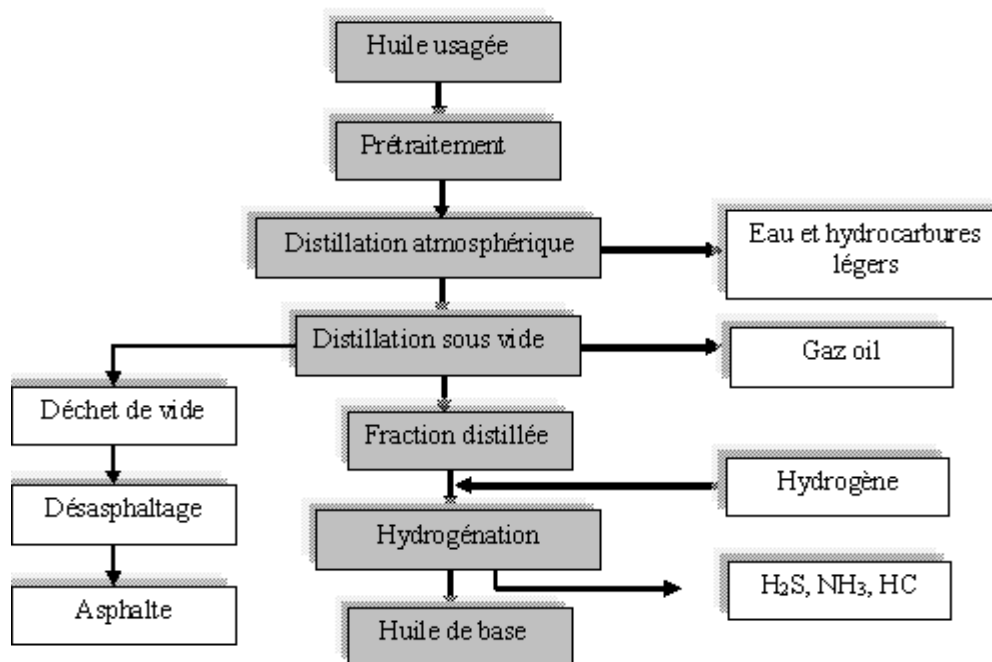 Huile usagée
Prétraitement
Distillation atmosphérique
Eau et hydrocarbures
légers
Distillation sous vide
Gaz oil
Déchet de vide
Fraction distillée
Hydrogène
Désasphaltage
Hydrogénation
H₂S, NH₃, HC
Asphalte
Huile de base